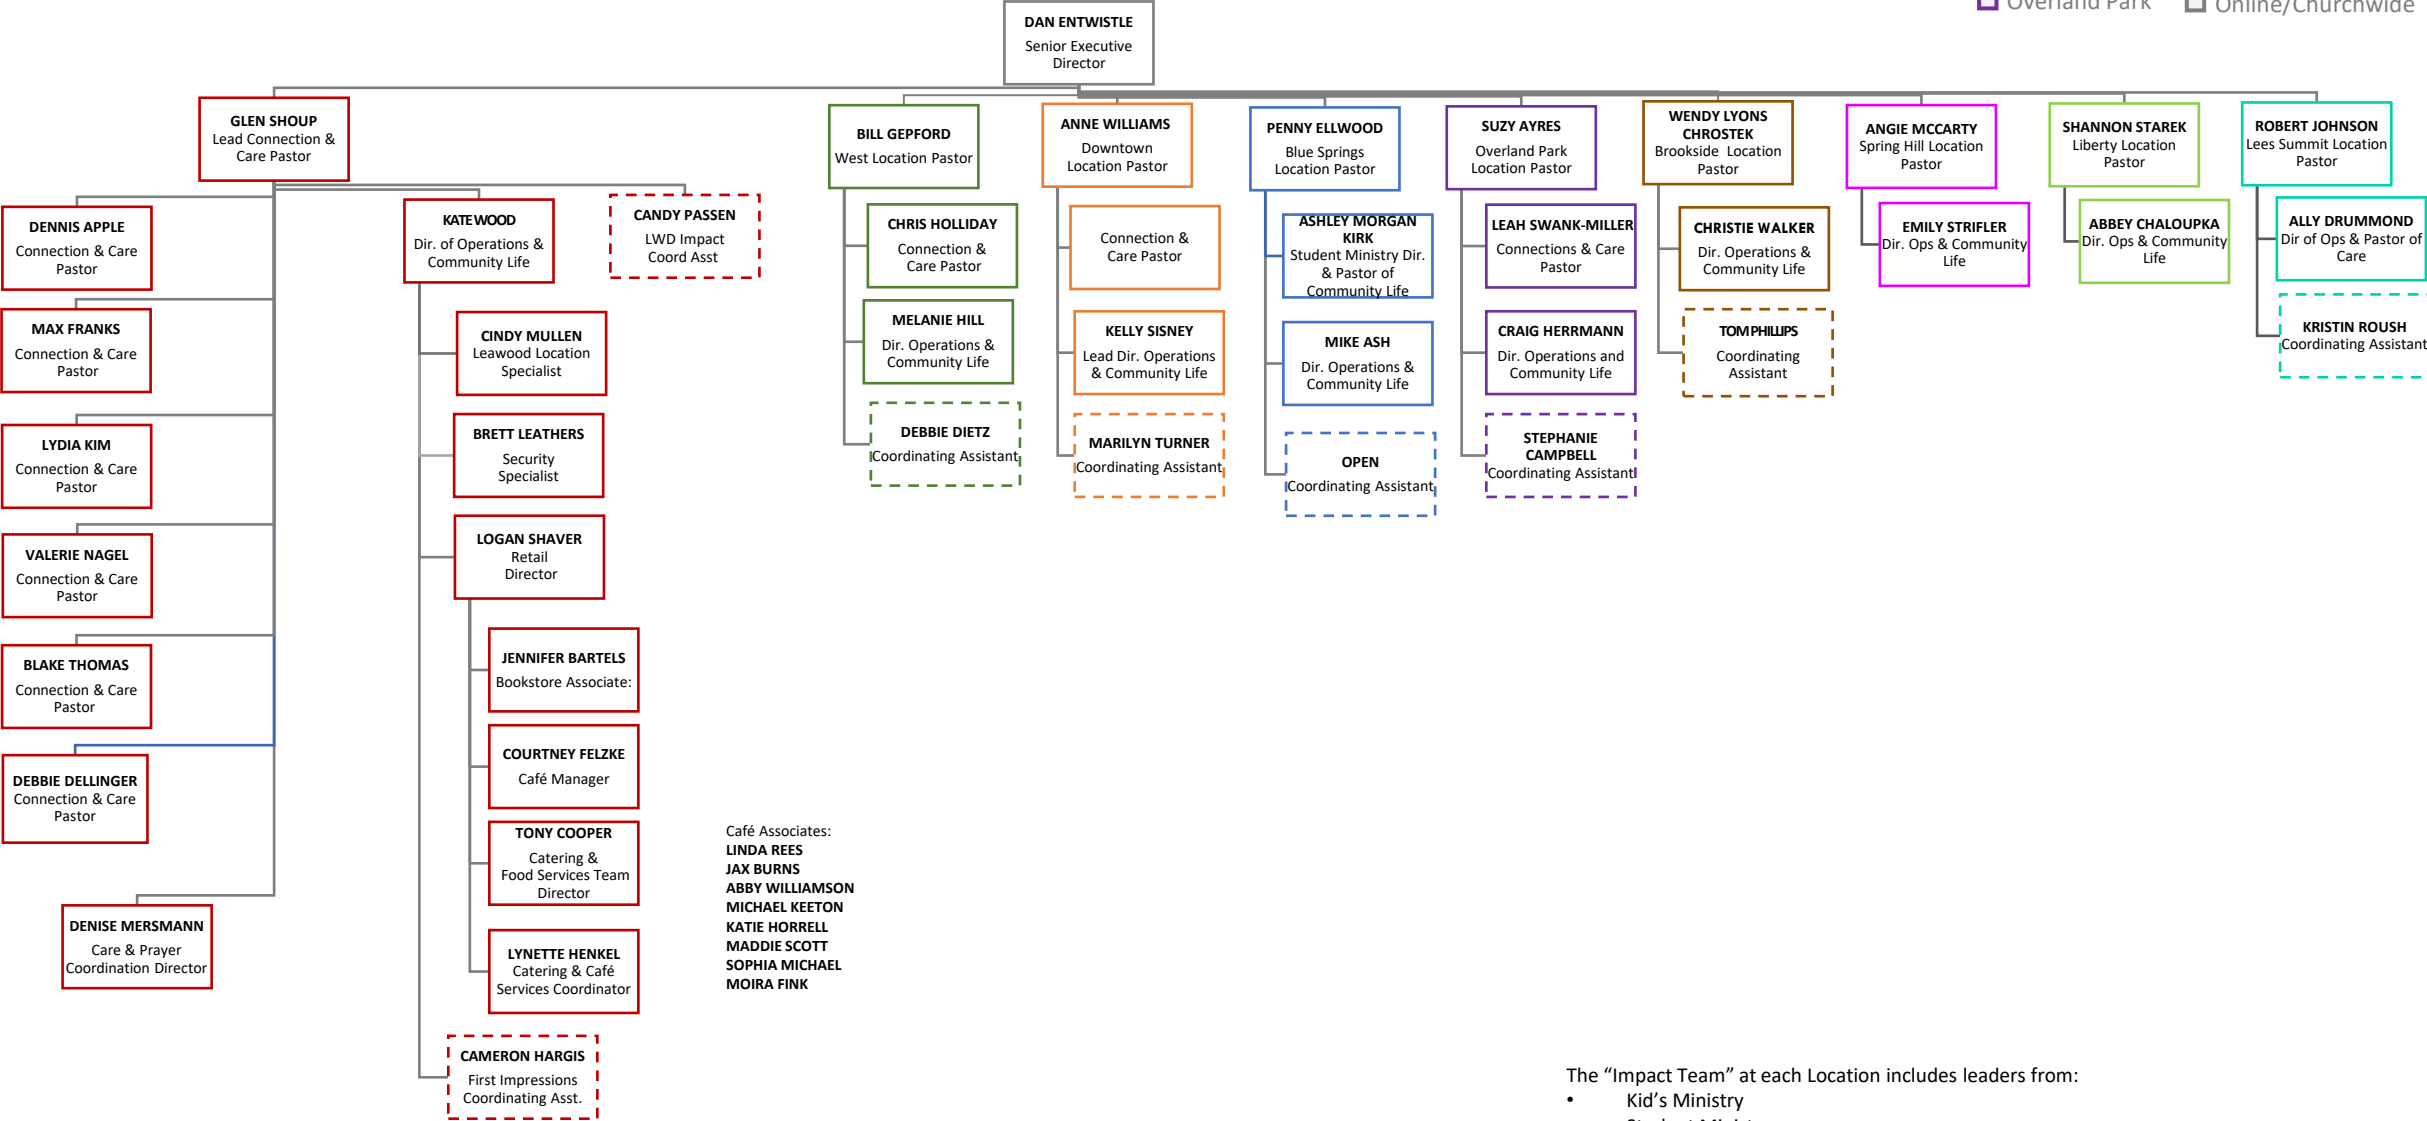 Overland Park
Online/Churchwide
DAN ENTWISTLE
Senior Executive
Director
GLEN SHOUP
Lead Connection &
Care Pastor
BILL GEPFORD
West Location Pastor
ANNE WILLIAMS
Downtown
Location Pastor
PENNY ELLWOOD
Blue Springs
Location Pastor
SUZY AYRES
Overland Park
Location Pastor
WENDY LYONS
CHROSTEK
Brookside Location
Pastor
ANGIE MCCARTY
Spring Hill Location
Pastor
SHANNON STAREK
Liberty Location
Pastor
ROBERT JOHNSON
Lees Summit Location
Pastor
DENNIS APPLE
Connection & Care
Pastor
MAX FRANKS
Connection & Care
Pastor
LYDIA KIM
Connection & Care
Pastor
VALERIE NAGEL
Connection & Care
Pastor
BLAKE THOMAS
Connection & Care
Pastor
DEBBIE DELLINGER
Connection & Care
Pastor
DENISE MERSMANN
Care & Prayer
Coordination Director
KATE WOOD
Dir. of Operations &
Community Life
CANDY PASSEN
LWD Impact
Coord Asst
CINDY MULLEN
Leawood Location
Specialist
BRETT LEATHERS
Security
Specialist
LOGAN SHAVER
Retail
Director
JENNIFER BARTELS
Bookstore Associate:
COURTNEY FELZKE
Café Manager
TONY COOPER
Catering &
Food Services Team
Director
LYNETTE HENKEL
Catering & Café
Services Coordinator
CAMERON HARGIS
First Impressions
Coordinating Asst.
Café Associates:
LINDA REES
JAX BURNS
ABBY WILLIAMSON
MICHAEL KEETON
KATIE HORRELL
MADDIE SCOTT
SOPHIA MICHAEL
MOIRA FINK
CHRIS HOLLIDAY
Connection &
Care Pastor
MELANIE HILL
Dir. Operations &
Community Life
DEBBIE DIETZ
Coordinating Assistant
Connection &
Care Pastor
KELLY SISNEY
Lead Dir. Operations
& Community Life
MARILYN TURNER
Coordinating Assistant
ASHLEY MORGAN
KIRK
Student Ministry Dir.
& Pastor of
Community Life
MIKE ASH
Dir. Operations &
Community Life
OPEN
Coordinating Assistant
LEAH SWANK-MILLER
Connections & Care
Pastor
CRAIG HERRMANN
Dir. Operations and
Community Life
STEPHANIE
CAMPBELL
Coordinating Assistant
CHRISTIE WALKER
Dir. Operations &
Community Life
TOM PHILLIPS
Coordinating
Assistant
EMILY STRIFLER
Dir. Ops & Community
Life
ABBEY CHALOUPKA
Dir. Ops & Community
Life
ALLY DRUMMOND
Dir of Ops & Pastor of
Care
KRISTIN ROUSH
Coordinating Assistant
The “Impact Team” at each Location includes leaders from:
• Kid’s Ministry